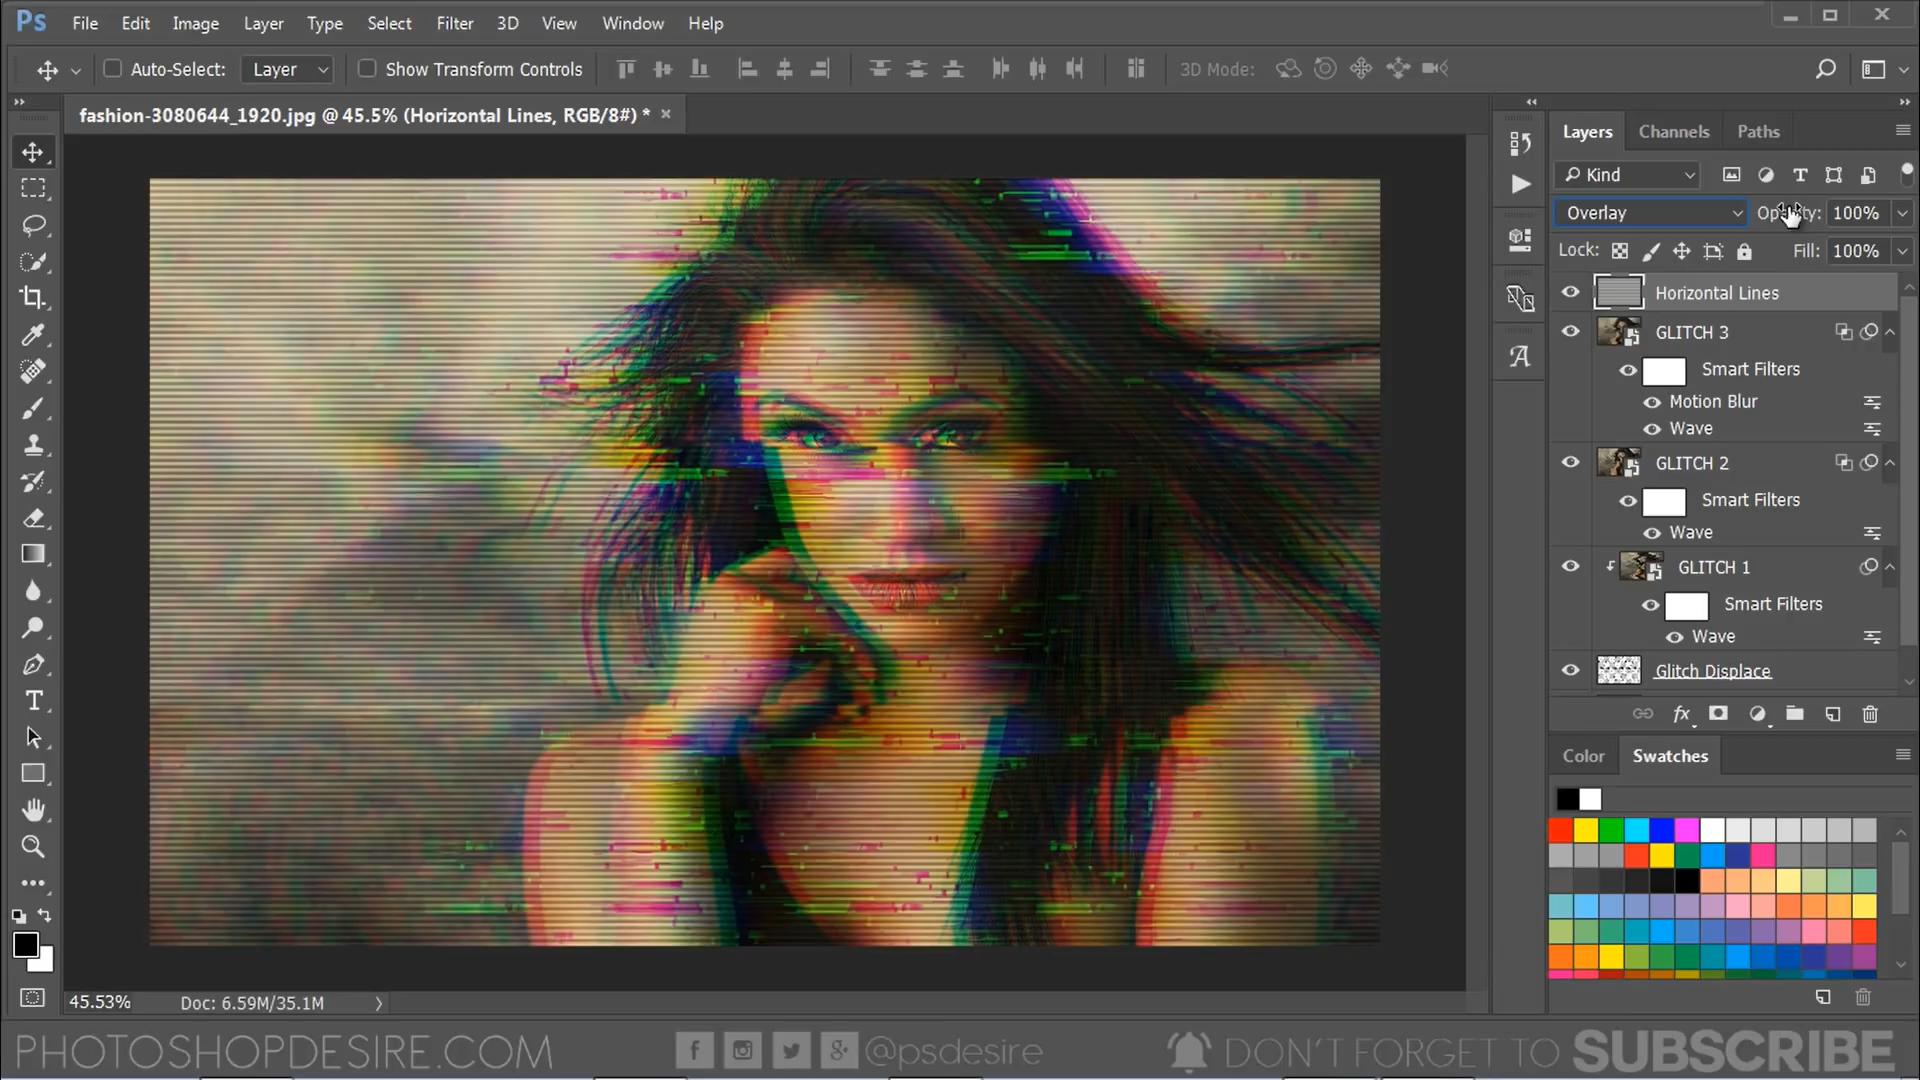 Ps File Edit Image Layer Type Select Filter 3D View Window Help
Auto-Select: Layer Show Transform Controls 3D Mode:
fashion-3080644_1920.jpg @ 45.5% (Horizontal Lines, RGB/8#) * ×
Layers Channels Paths
Kind
Overlay Opacity: 100%
Lock: Fill: 100%
Horizontal Lines
GLITCH 3
Smart Filters
Motion Blur
Wave
GLITCH 2
Smart Filters
Wave
GLITCH 1
Smart Filters
Wave
Glitch Displace
fx
Color Swatches
45.53% Doc: 6.59M/35.1M
PHOTOSHOPDESIRE.COM @psdesire DON'T FORGET TO SUBSCRIBE